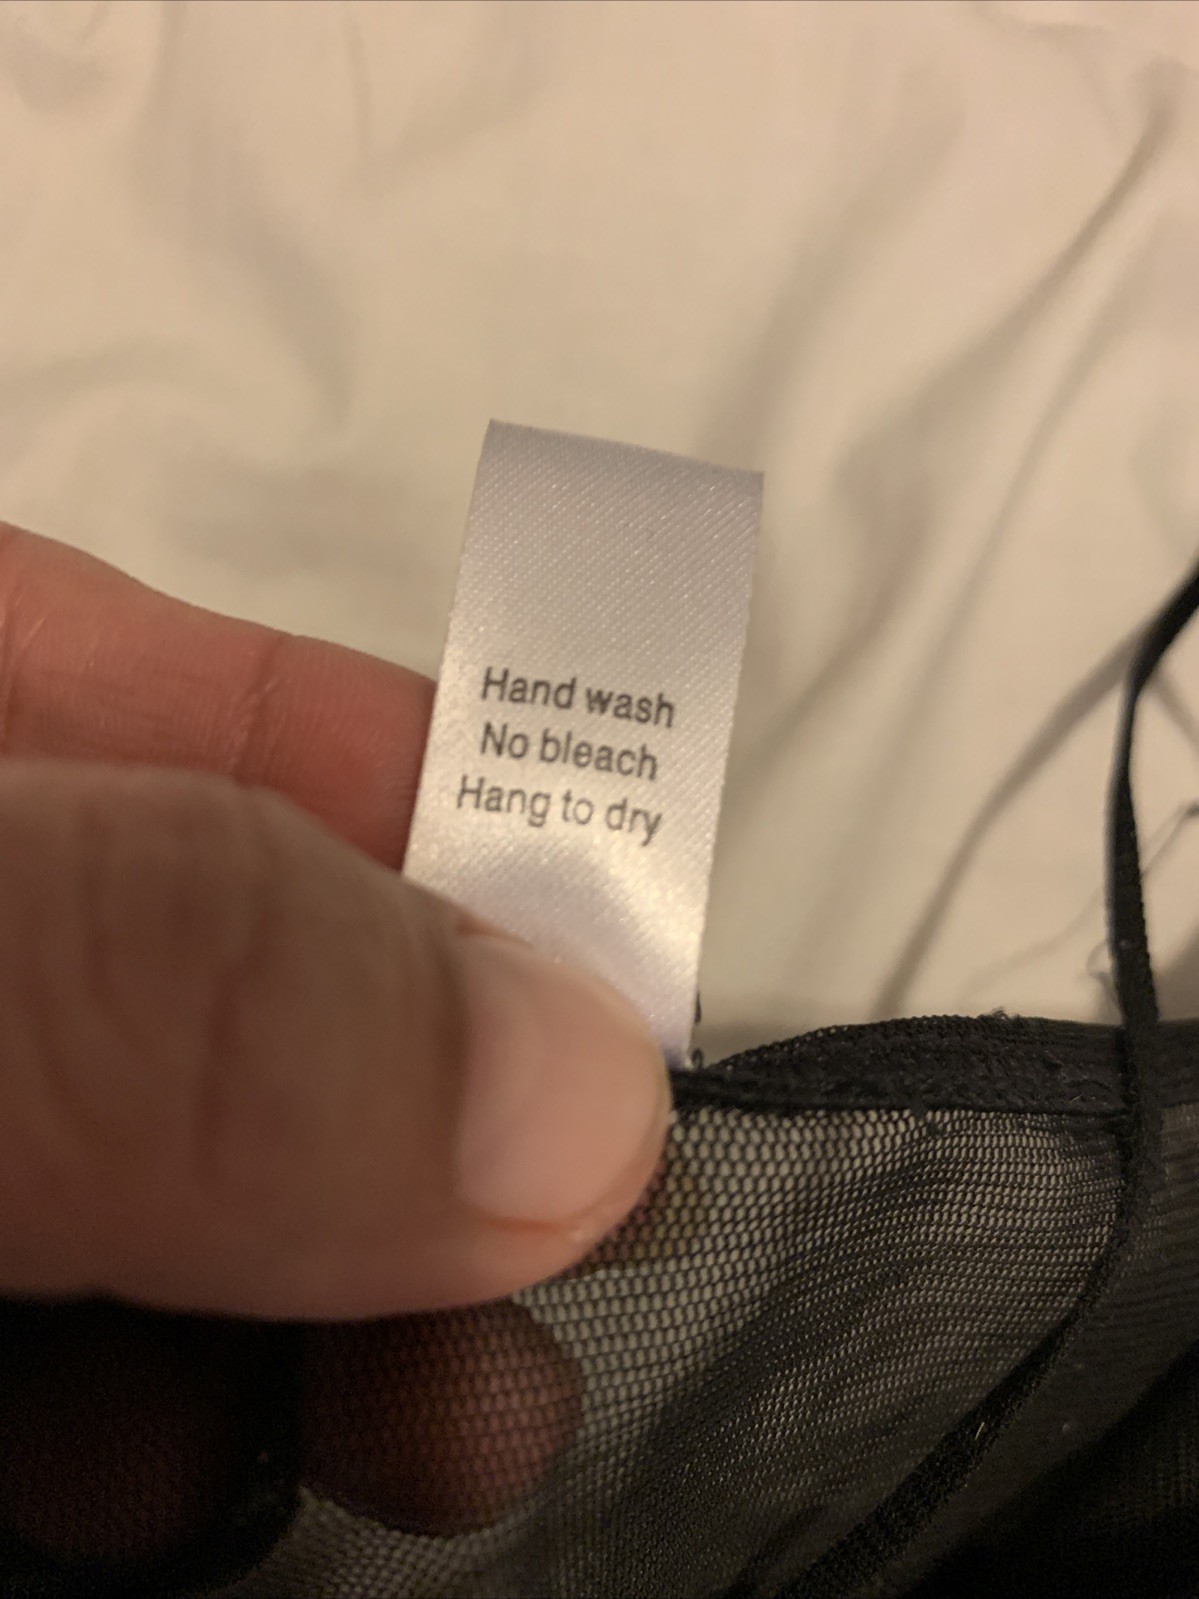 Hand wash
No bleach
Hang to dry